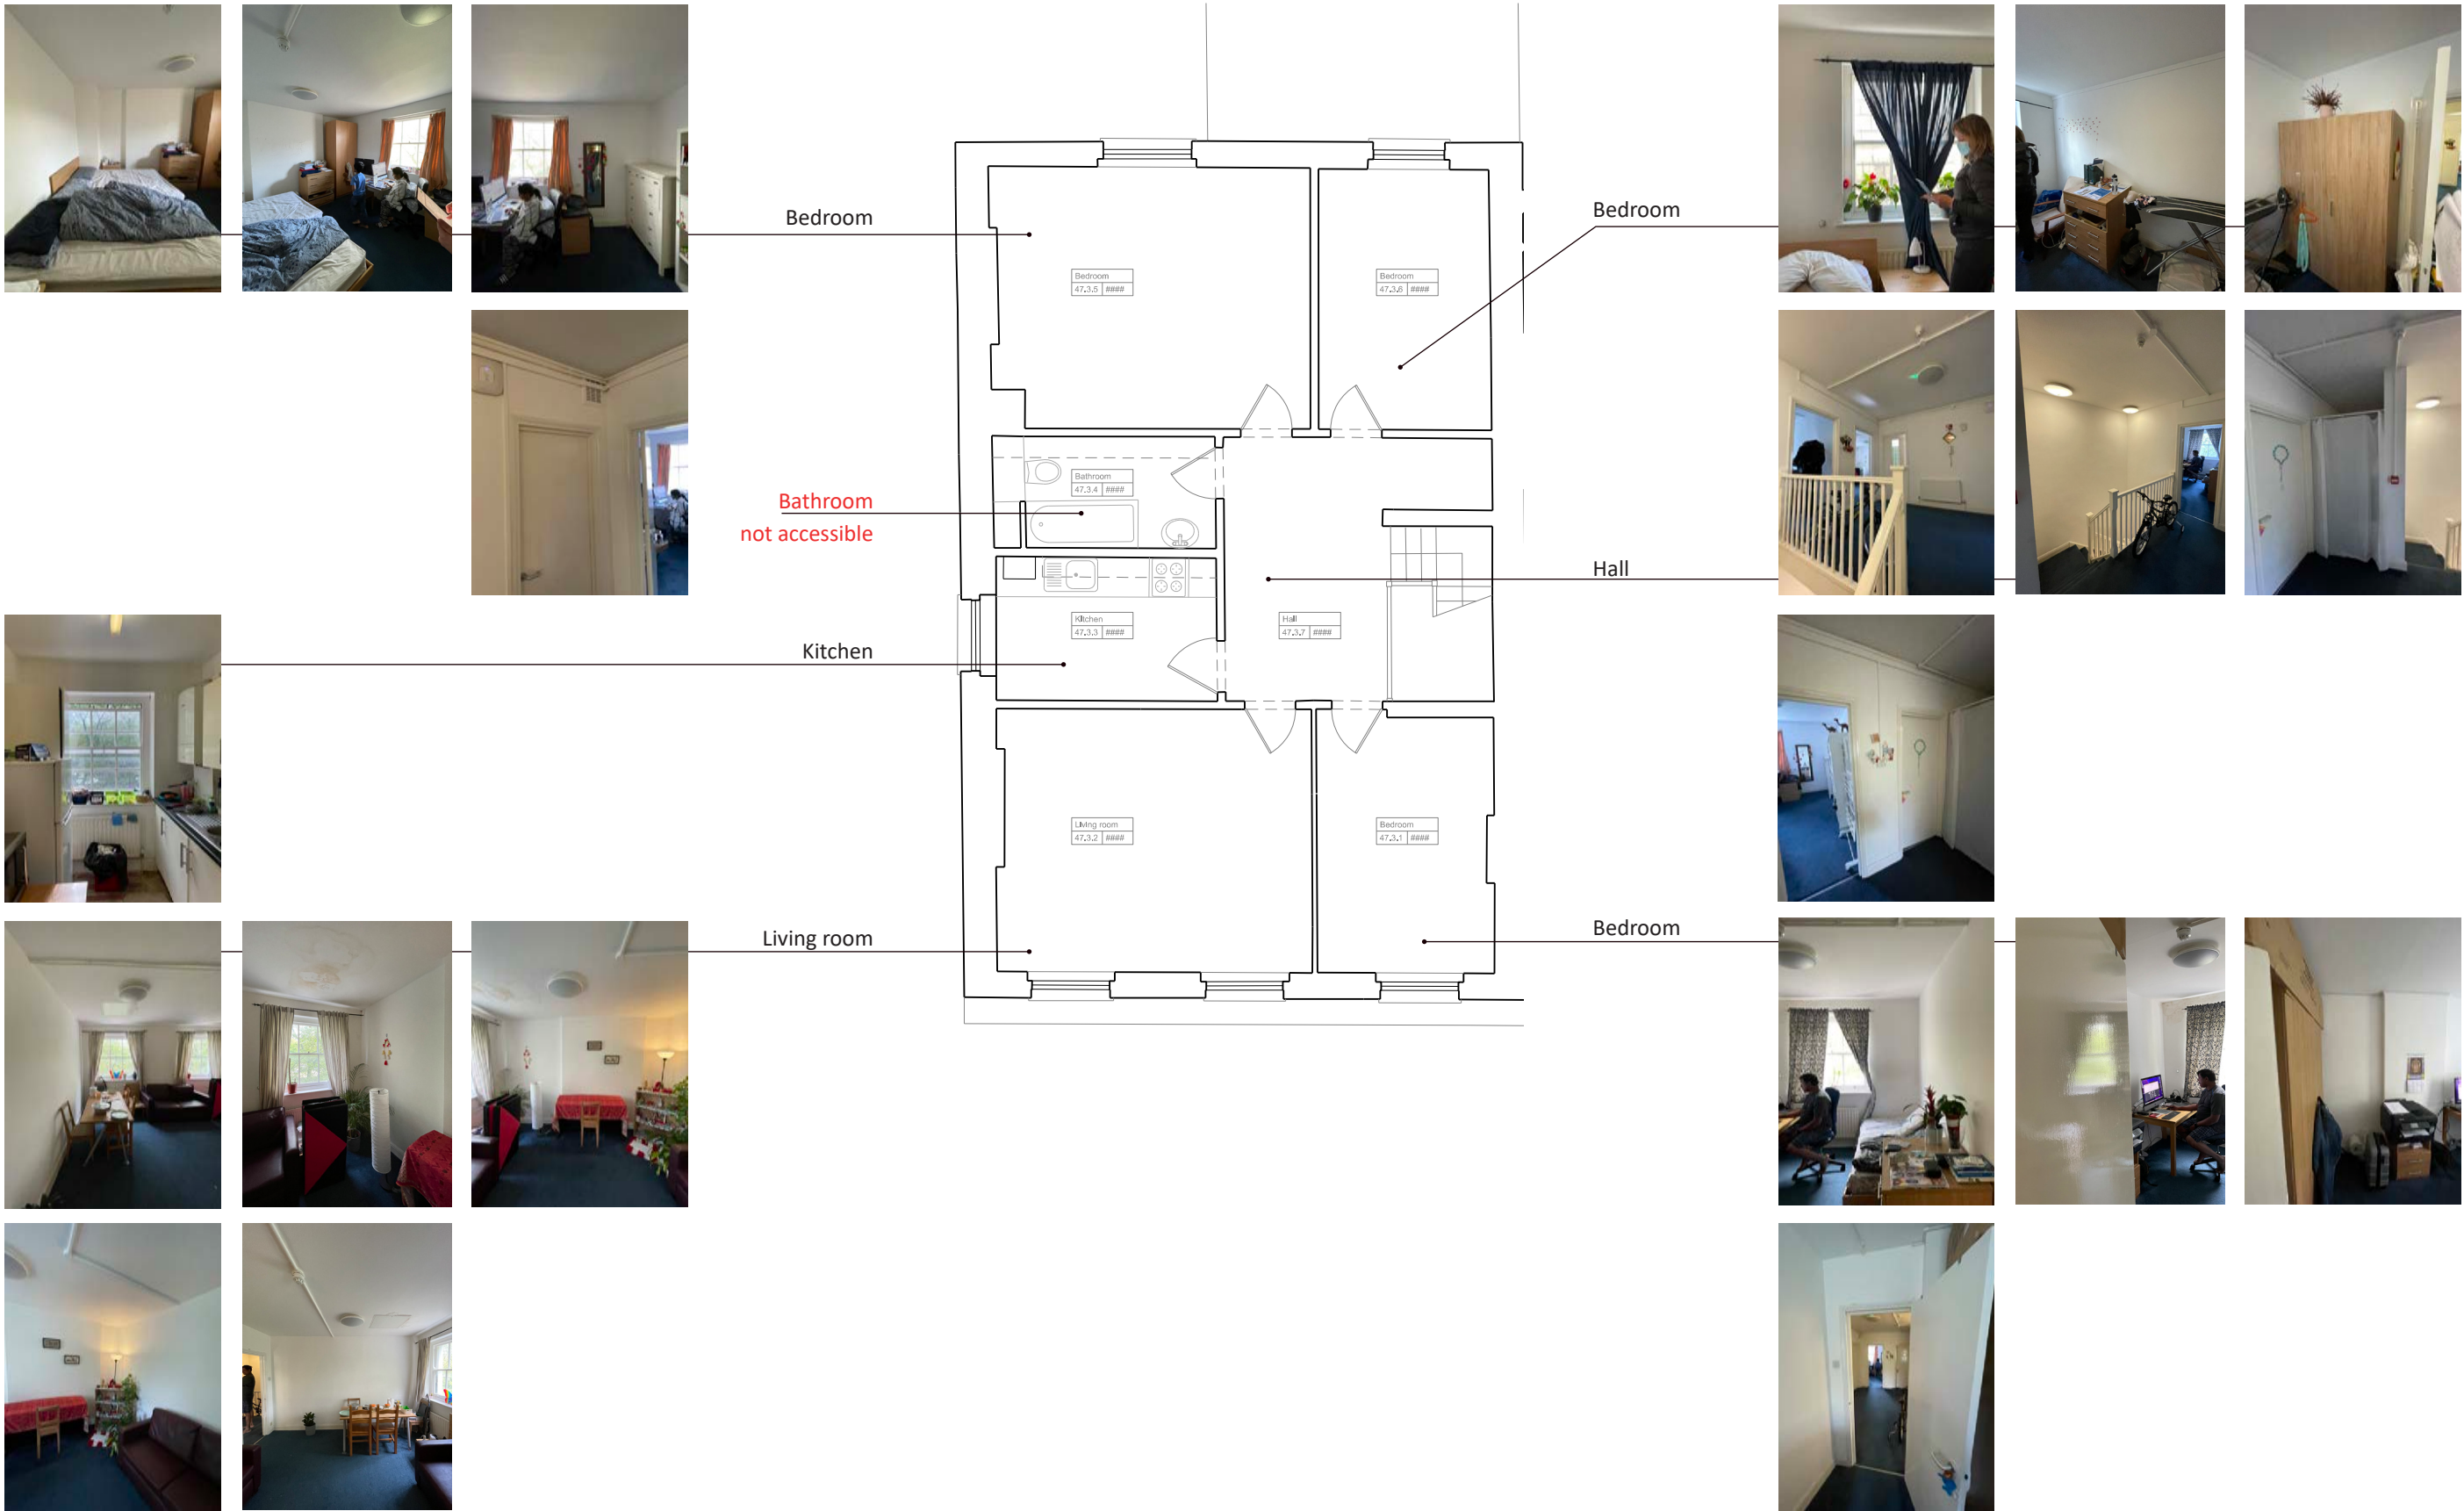 Bedroom
Bedroom
Bedroom
47.3.5 ####
Bedroom
47.3.6 ####
Bathroom
not accessible
Bathroom
47.3.4 ####
Hall
Kitchen
Kitchen
47.3.3 ####
Hall
47.3.7 ####
Living room
Bedroom
Living room
47.3.2 ####
Bedroom
47.3.1 ####